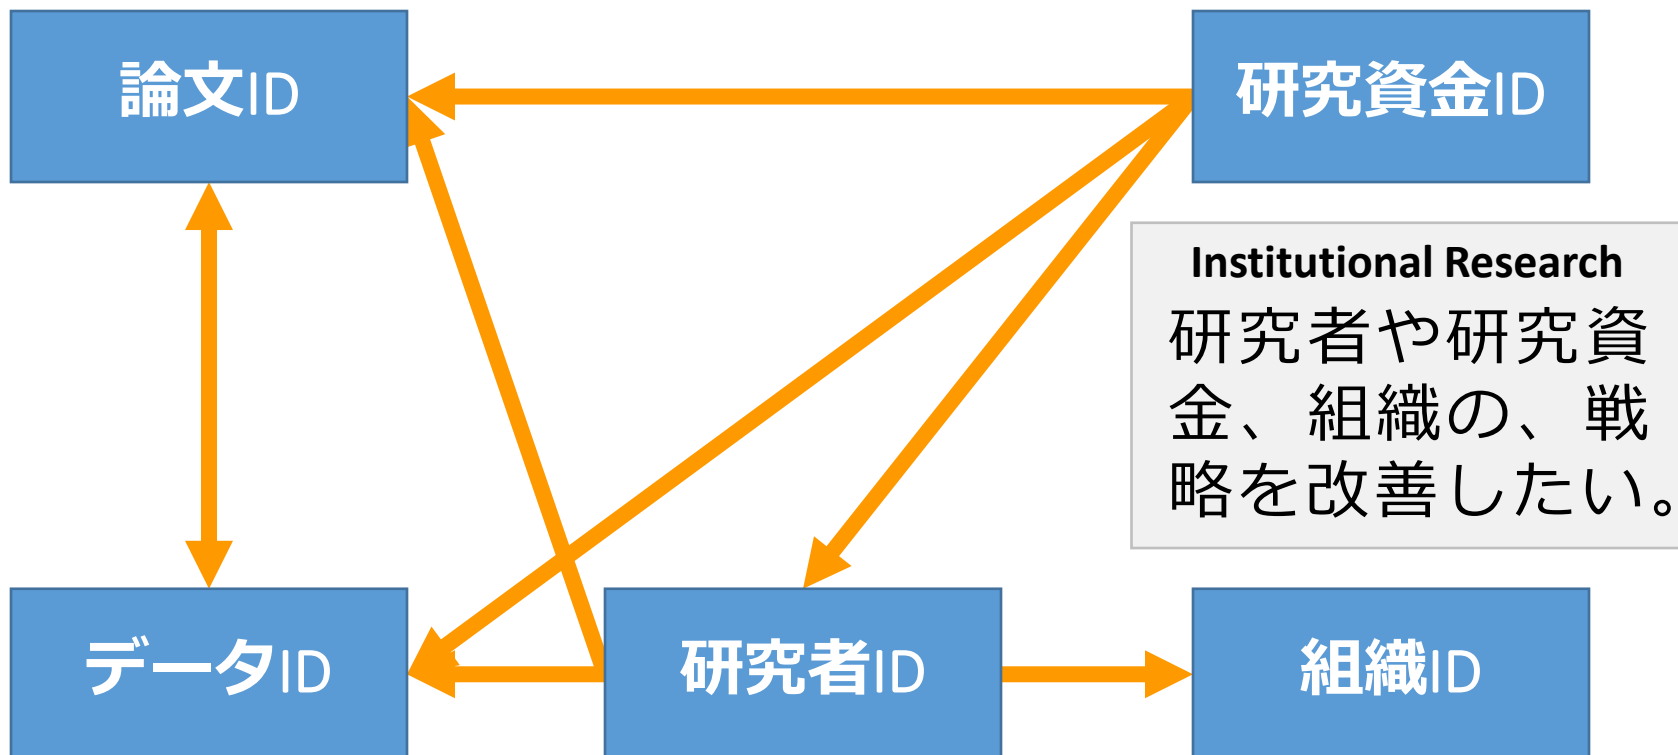 論文ID
研究資金ID
Institutional Research
研究者や研究資
金、組織の、戦
略を改善したい。
データID
研究者ID
組織ID